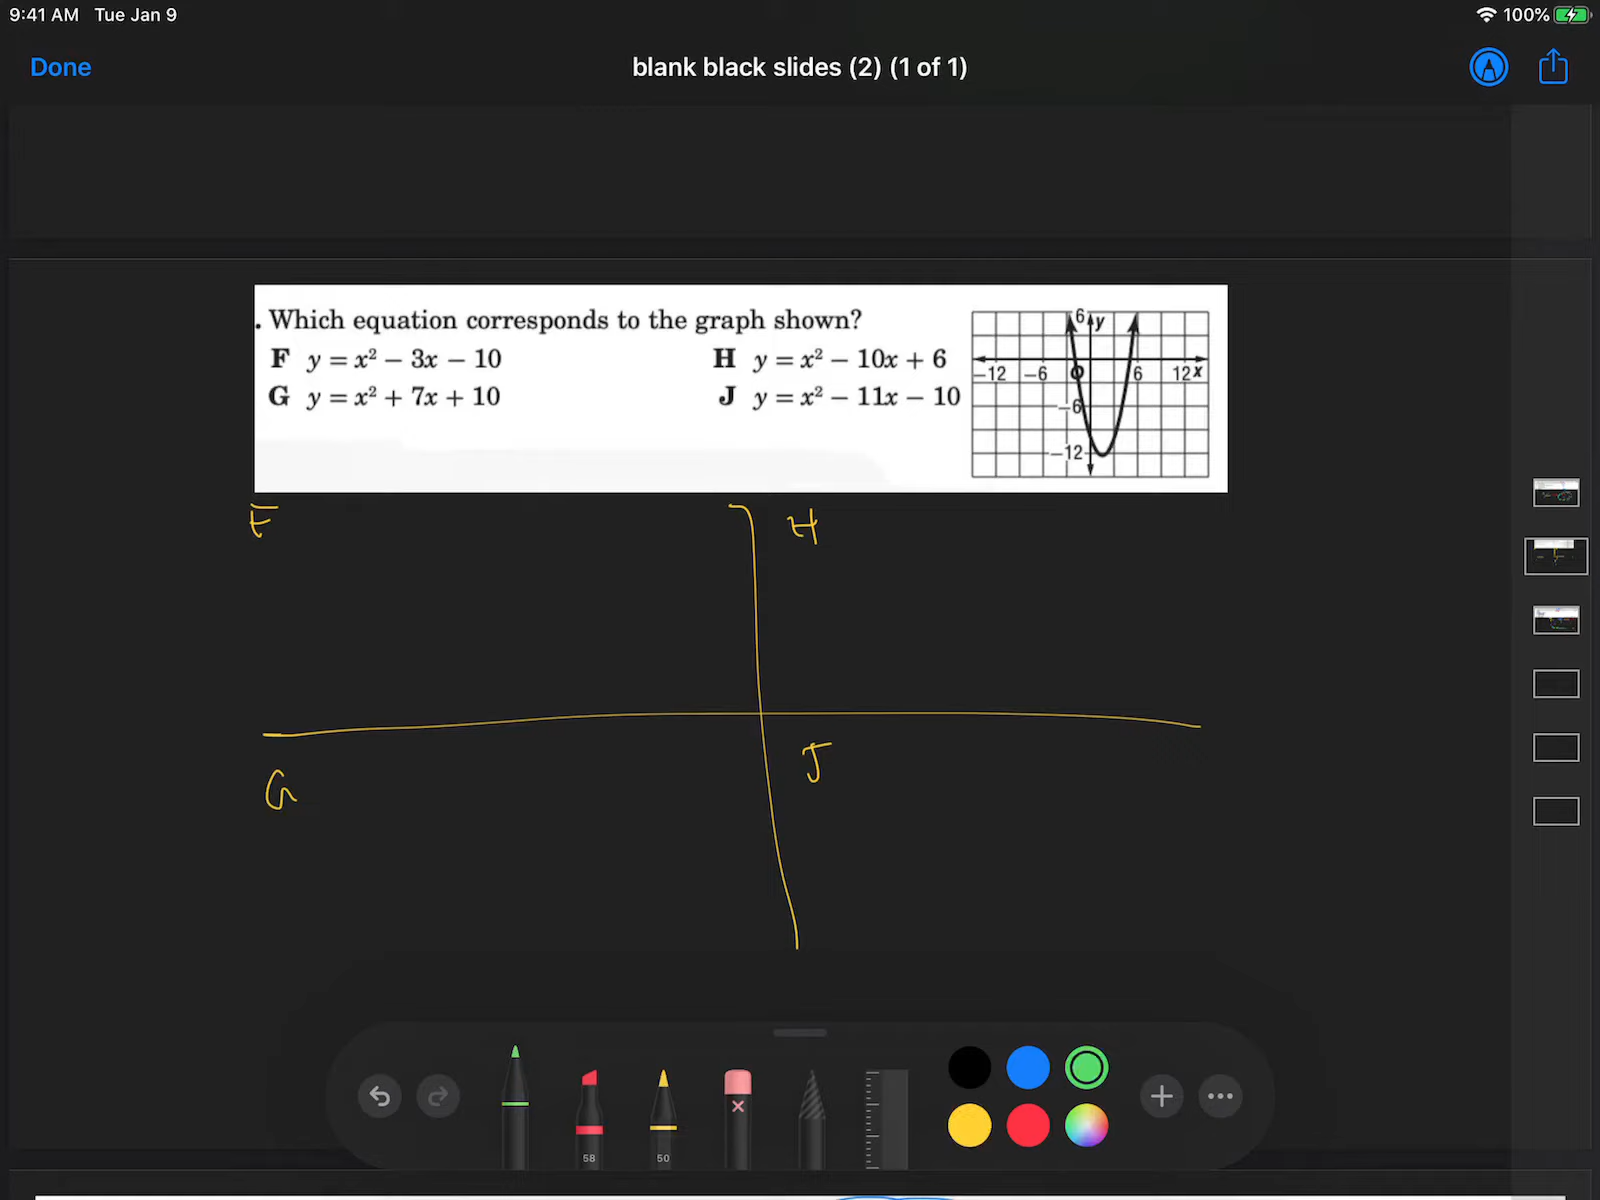 9:41 AM Tue Jan 9
100%
Done
blank black slides (2) (1 of 1)
. Which equation corresponds to the graph shown?
F y = x² − 3x − 10
H y = x² − 10x + 6
G y = x² + 7x + 10
J y = x² − 11x − 10
6 y
−12 −6 O 6 12 x
−6
−12
F
H
G
J
58
50